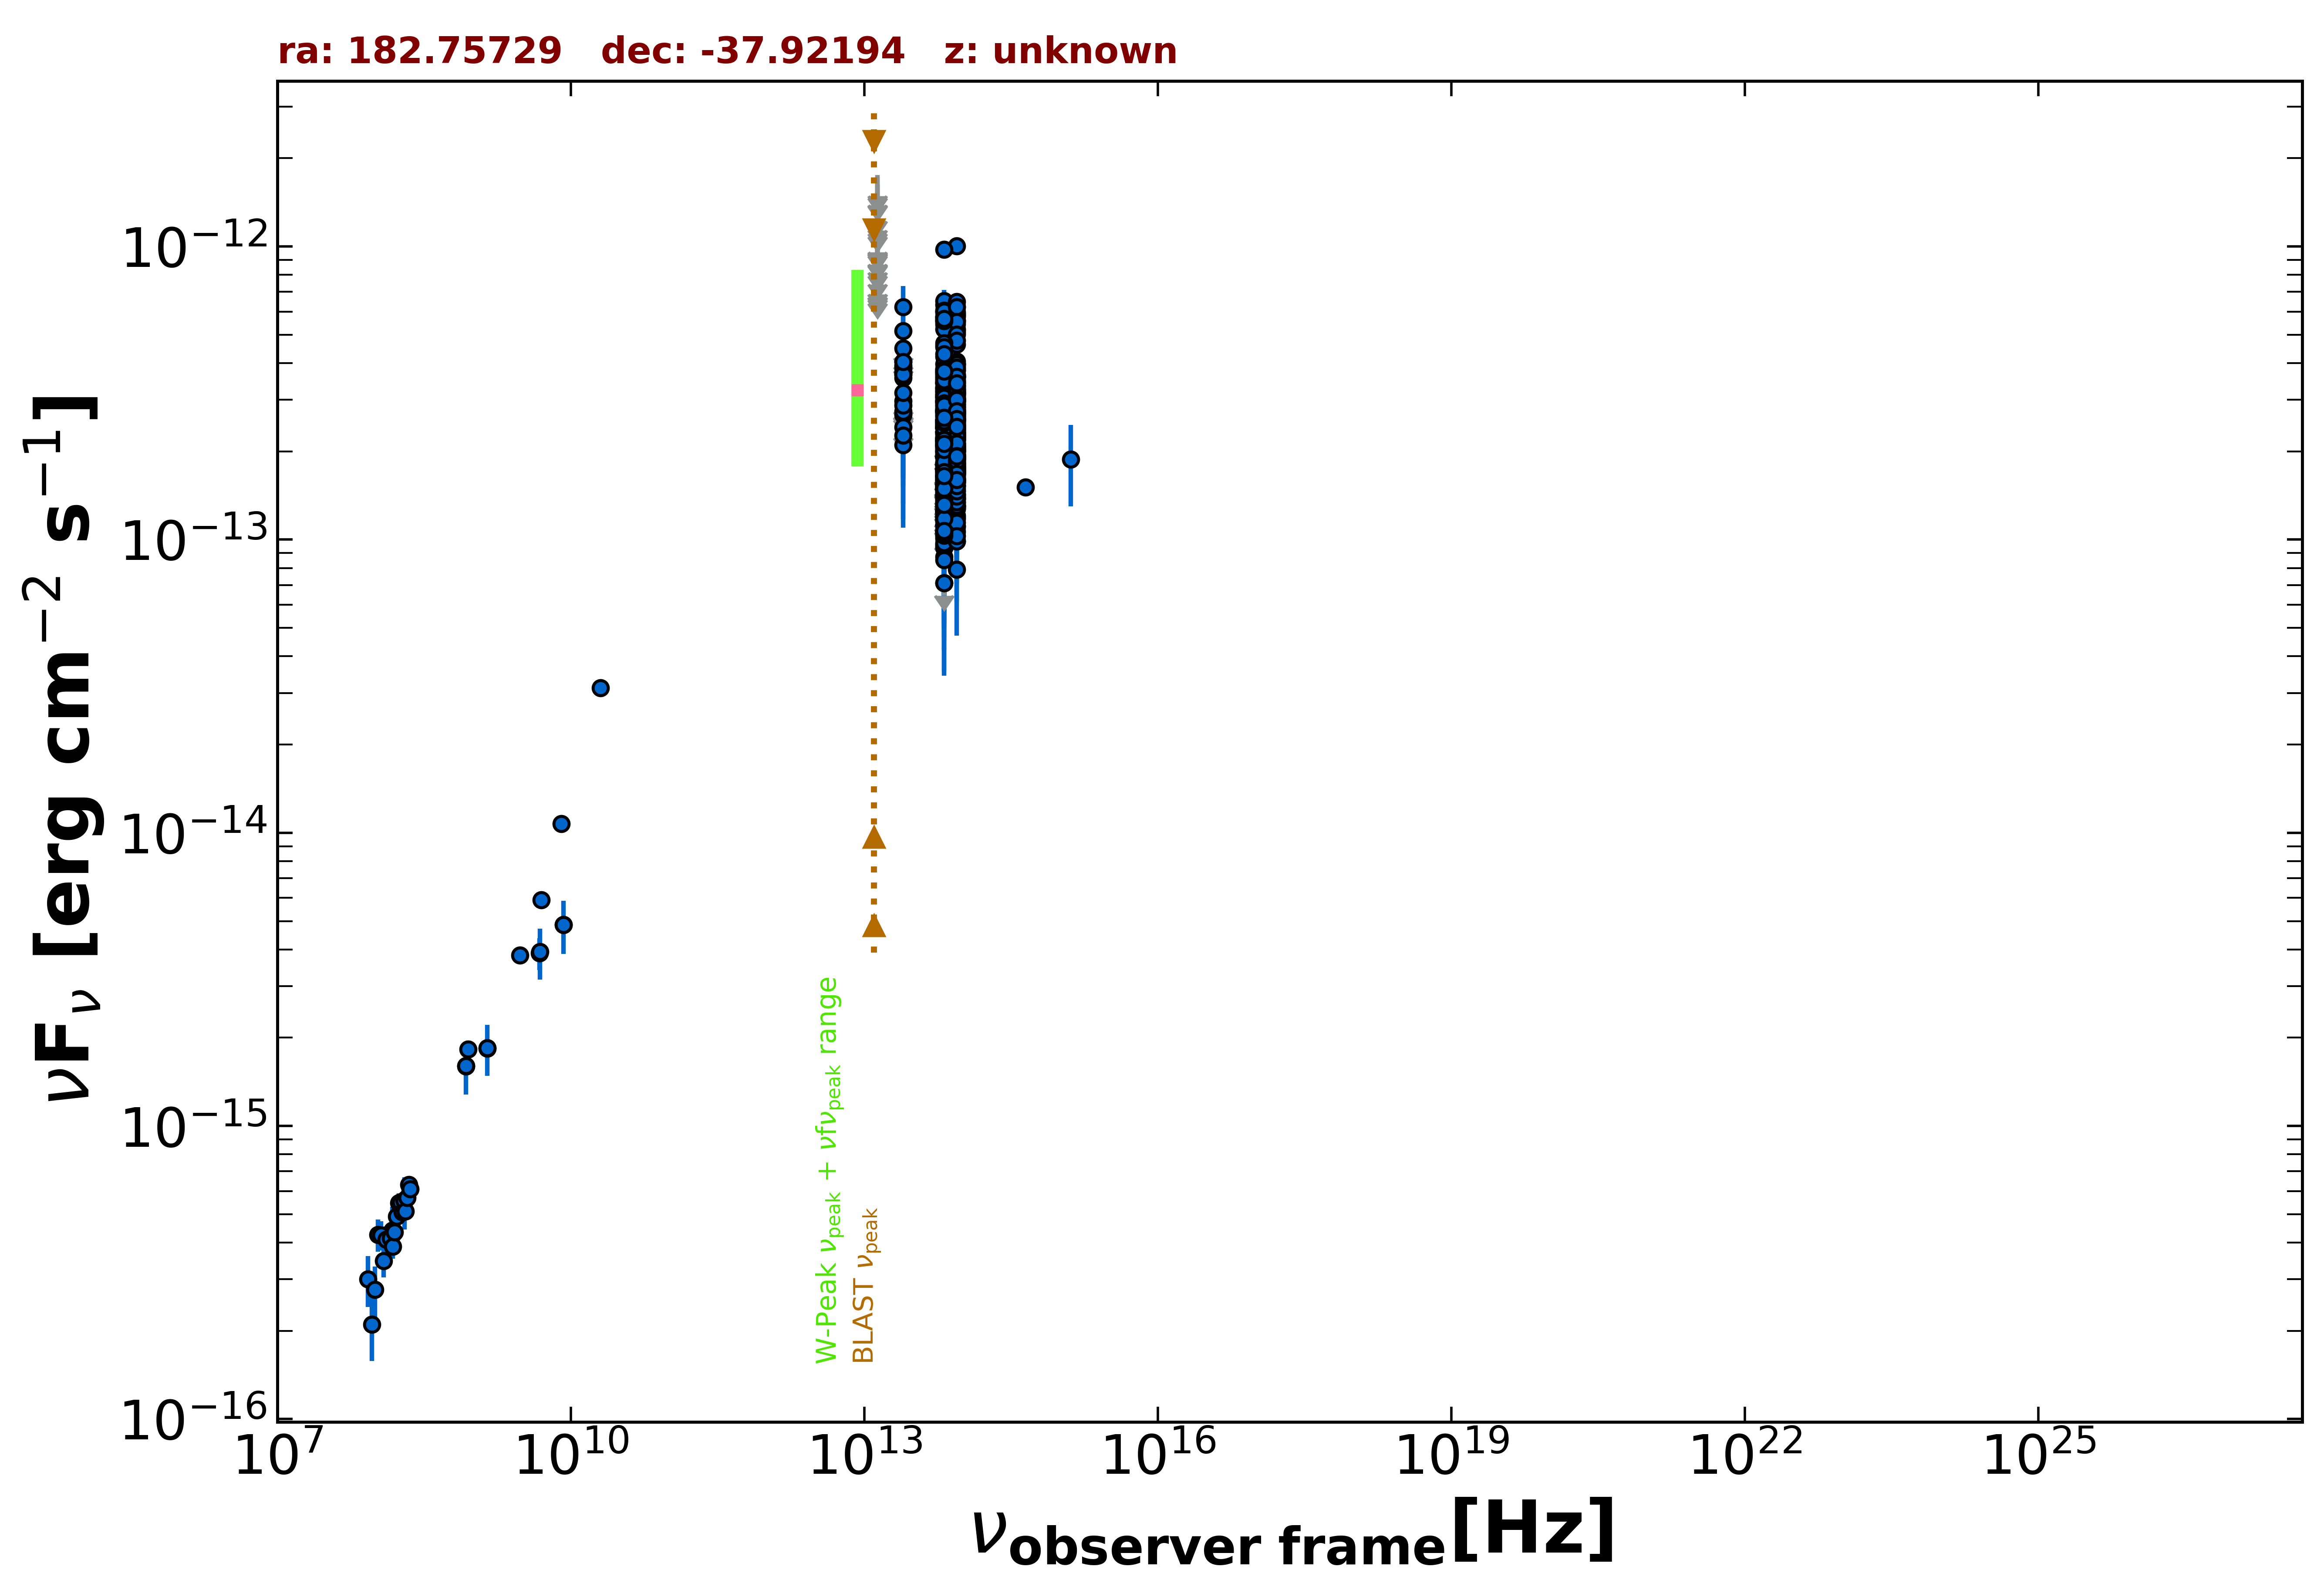 ra: 182.75729 dec: -37.92194 z: unknown
νFν [erg cm⁻² s⁻¹]
10⁻¹²
10⁻¹³
10⁻¹⁴
10⁻¹⁵
10⁻¹⁶
W-Peak νpeak + νfνpeak range
BLAST νpeak
10⁷ 10¹⁰ 10¹³ 10¹⁶ 10¹⁹ 10²² 10²⁵
νobserver frame[Hz]